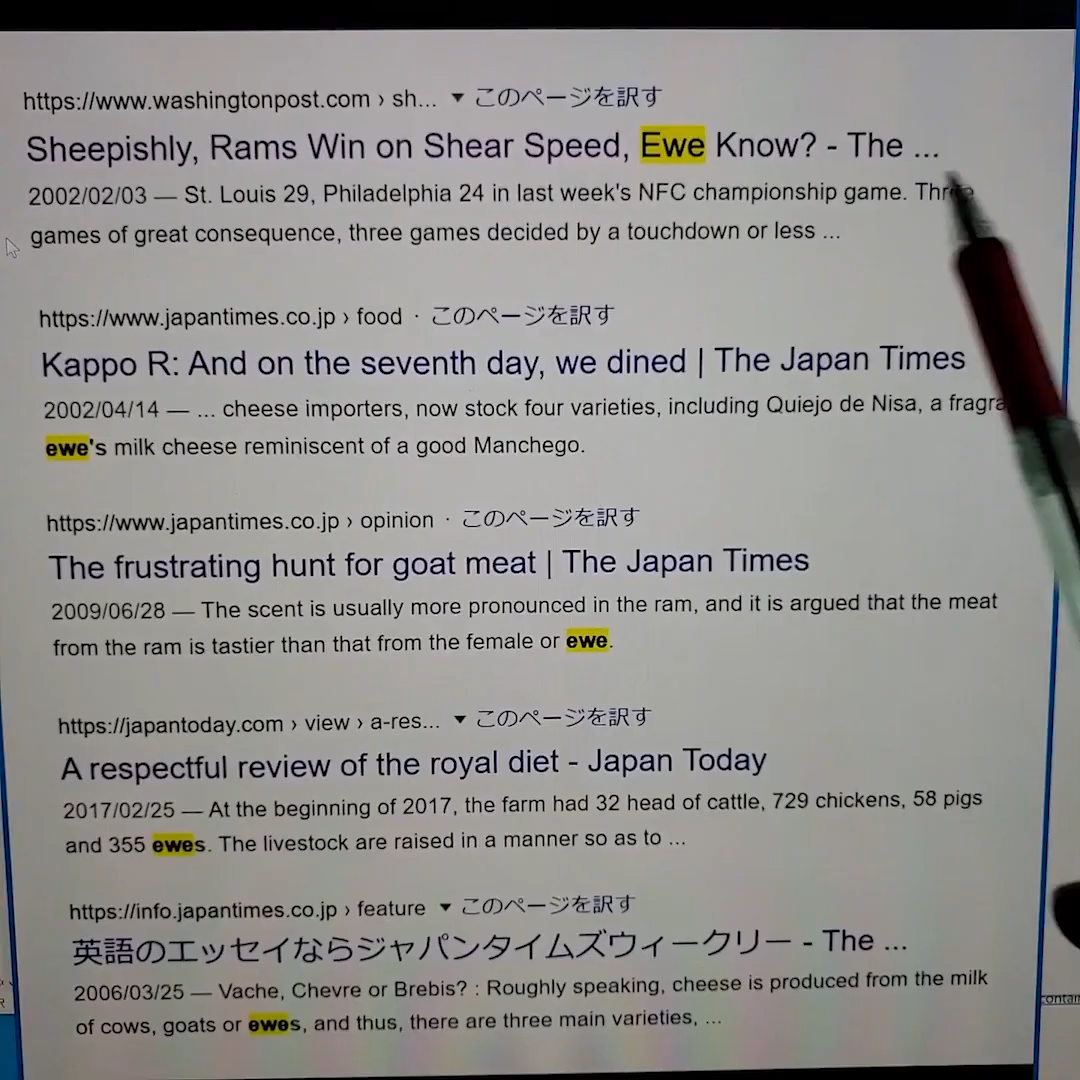 https://www.washingtonpost.com › sh... ▼ このページを訳す
Sheepishly, Rams Win on Shear Speed, Ewe Know? - The ...
2002/02/03 — St. Louis 29, Philadelphia 24 in last week's NFC championship game. Three
games of great consequence, three games decided by a touchdown or less ...
https://www.japantimes.co.jp › food · このページを訳す
Kappo R: And on the seventh day, we dined | The Japan Times
2002/04/14 — ... cheese importers, now stock four varieties, including Quiejo de Nisa, a
ewe's milk cheese reminiscent of a good Manchego.
https://www.japantimes.co.jp › opinion · このページを訳す
The frustrating hunt for goat meat | The Japan Times
2009/06/28 — The scent is usually more pronounced in the ram, and it is argued that the meat
from the ram is tastier than that from the female or ewe.
https://japantoday.com › view › a-res... ▼ このページを訳す
A respectful review of the royal diet - Japan Today
2017/02/25 — At the beginning of 2017, the farm had 32 head of cattle, 729 chickens, 58 pigs
and 355 ewes. The livestock are raised in a manner so as to ...
https://info.japantimes.co.jp › feature ▼ このページを訳す
英語のエッセイならジャパンタイムズウィークリー - The ...
2006/03/25 — Vache, Chevre or Brebis? : Roughly speaking, cheese is produced from the milk
of cows, goats or ewes, and thus, there are three main varieties, ...